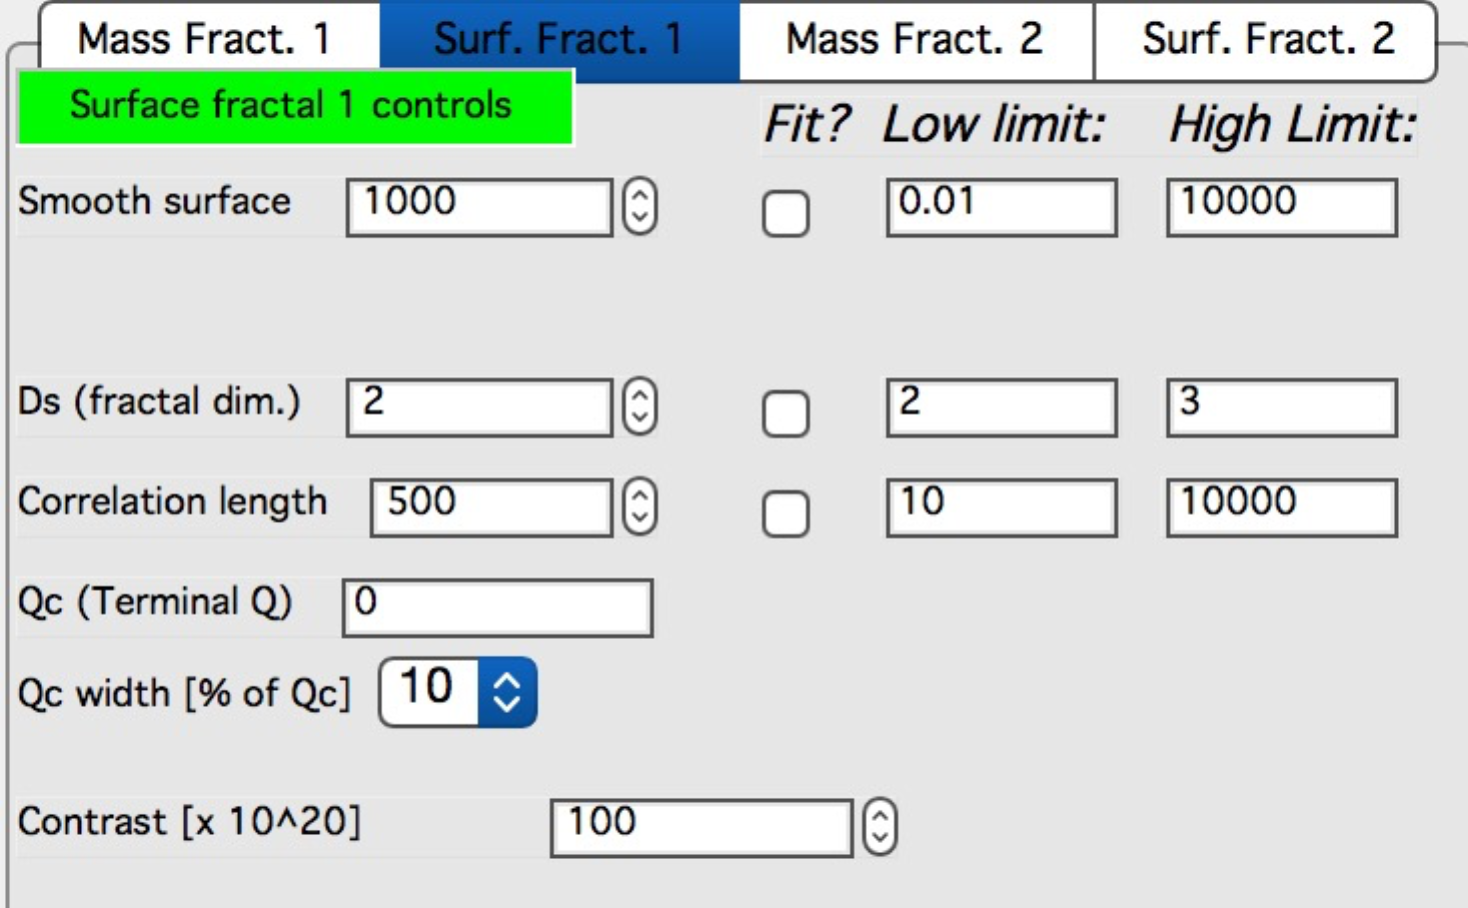 Mass Fract. 1 Surf. Fract. 1 Mass Fract. 2 Surf. Fract. 2
Surface fractal 1 controls
Fit? Low limit: High Limit:
Smooth surface 1000 0.01 10000
Ds (fractal dim.) 2 2 3
Correlation length 500 10 10000
Qc (Terminal Q) 0
Qc width [% of Qc] 10
Contrast [x 10^20] 100